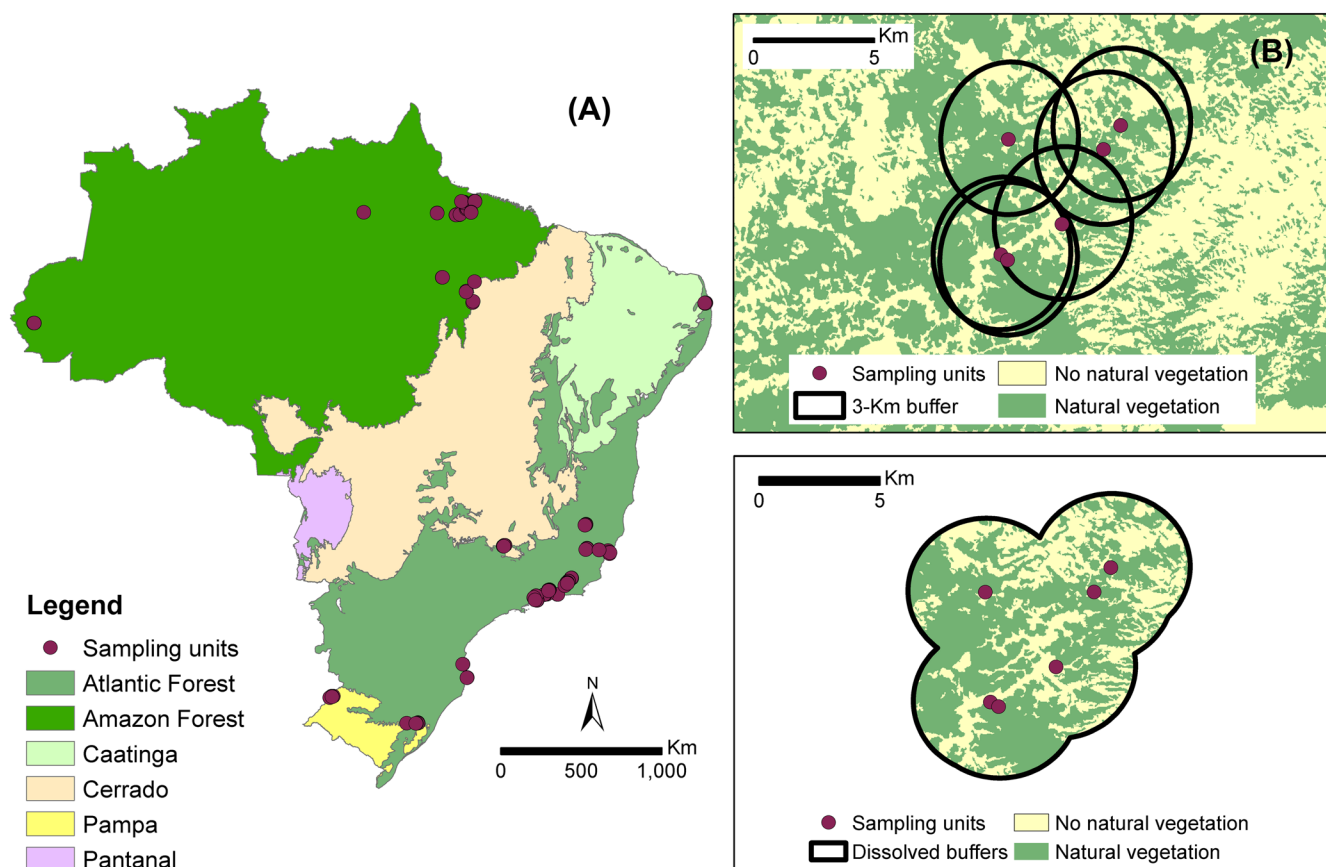 (A)
Legend
Sampling units
Atlantic Forest
Amazon Forest
Caatinga
Cerrado
Pampa
Pantanal
N
Km
0 500 1,000
Km
0 5
(B)
Sampling units No natural vegetation
3-Km buffer Natural vegetation
Km
0 5
Sampling units No natural vegetation
Dissolved buffers Natural vegetation